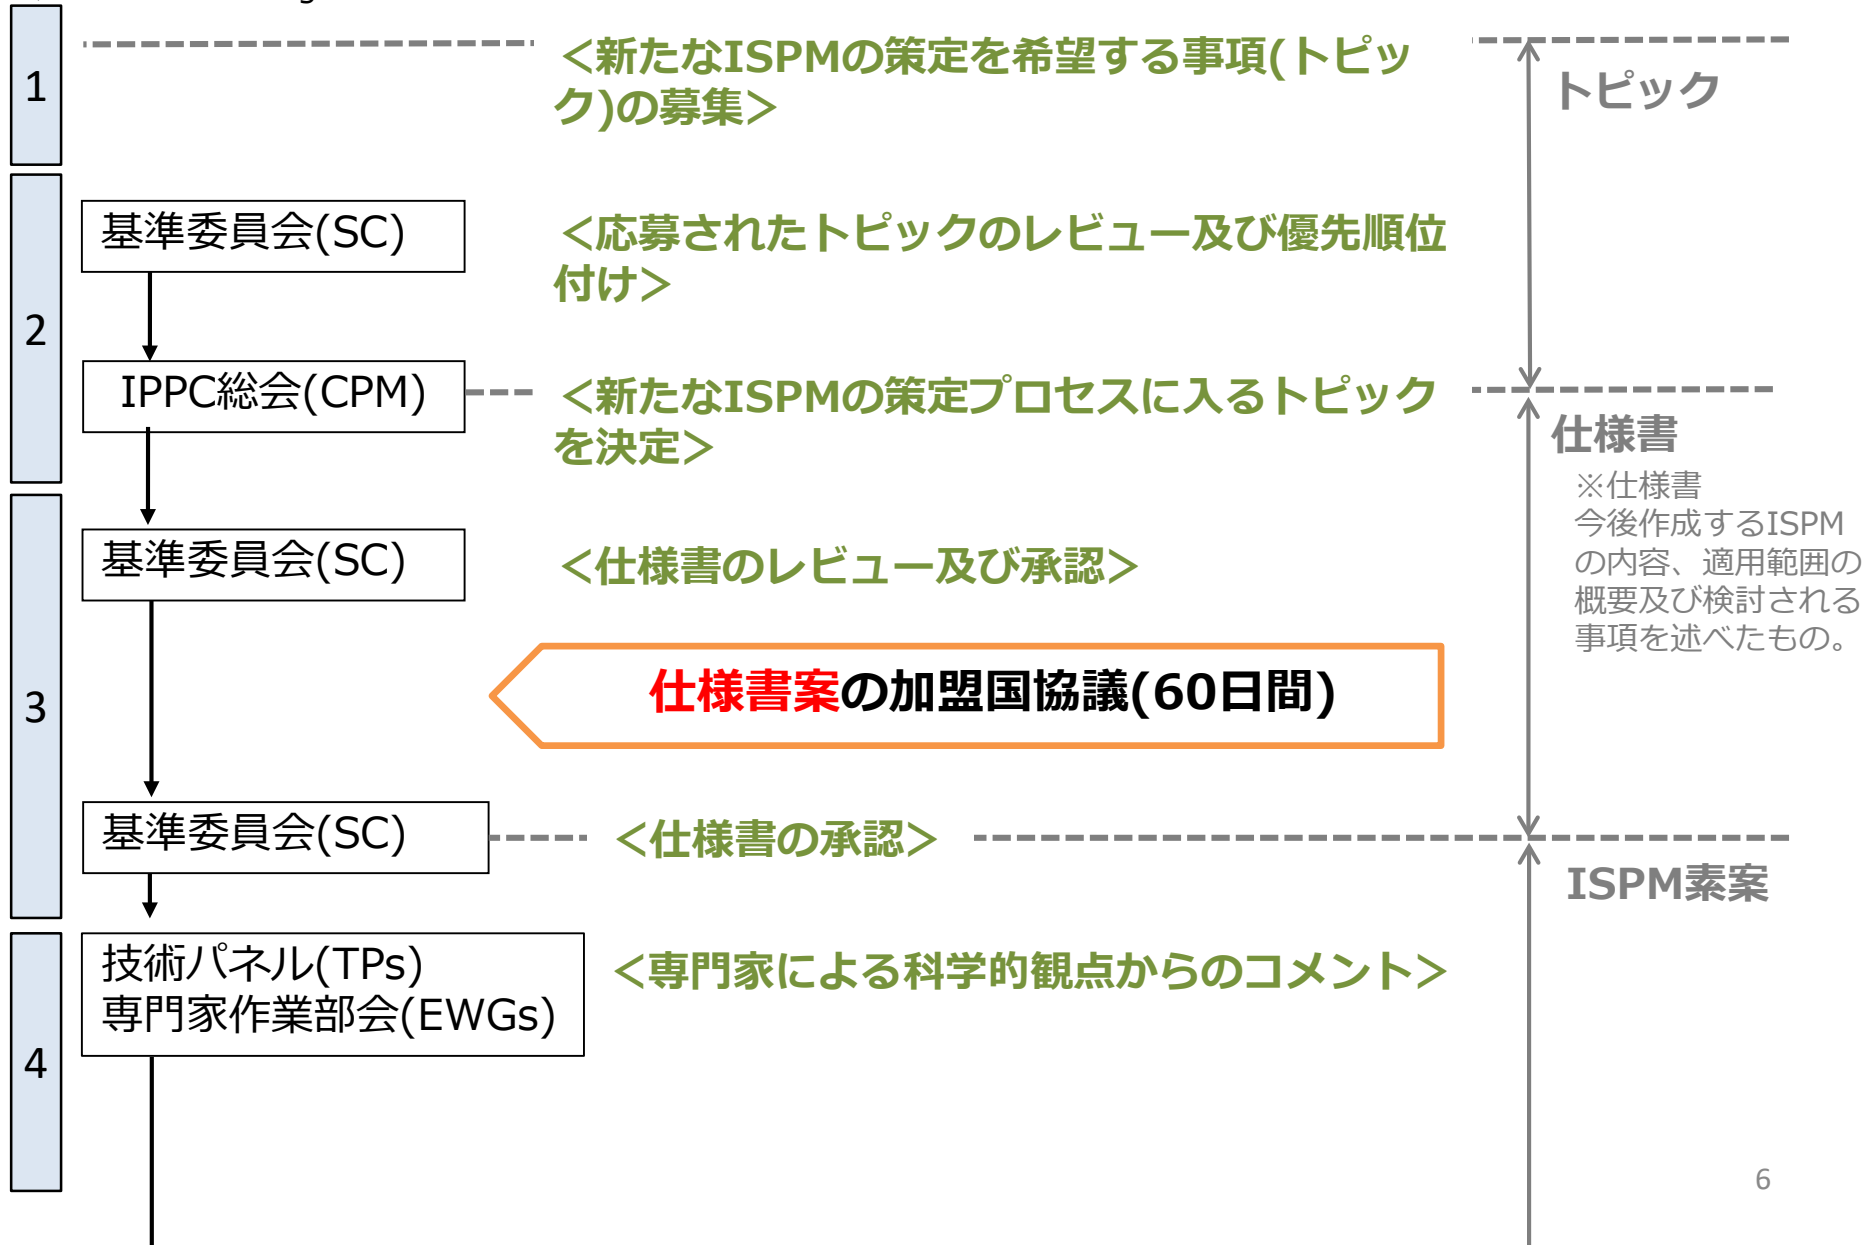 1
<新たなISPMの策定を希望する事項(トピッ
ク)の募集>
トピック
2
基準委員会(SC)
<応募されたトピックのレビュー及び優先順位
付け>
IPPC総会(CPM)
<新たなISPMの策定プロセスに入るトピック
を決定>
仕様書
※仕様書
今後作成するISPM
の内容、適用範囲の
概要及び検討される
事項を述べたもの。
3
基準委員会(SC)
<仕様書のレビュー及び承認>
仕様書案の加盟国協議(60日間)
基準委員会(SC)
<仕様書の承認>
ISPM素案
4
技術パネル(TPs)
専門家作業部会(EWGs)
<専門家による科学的観点からのコメント>
6